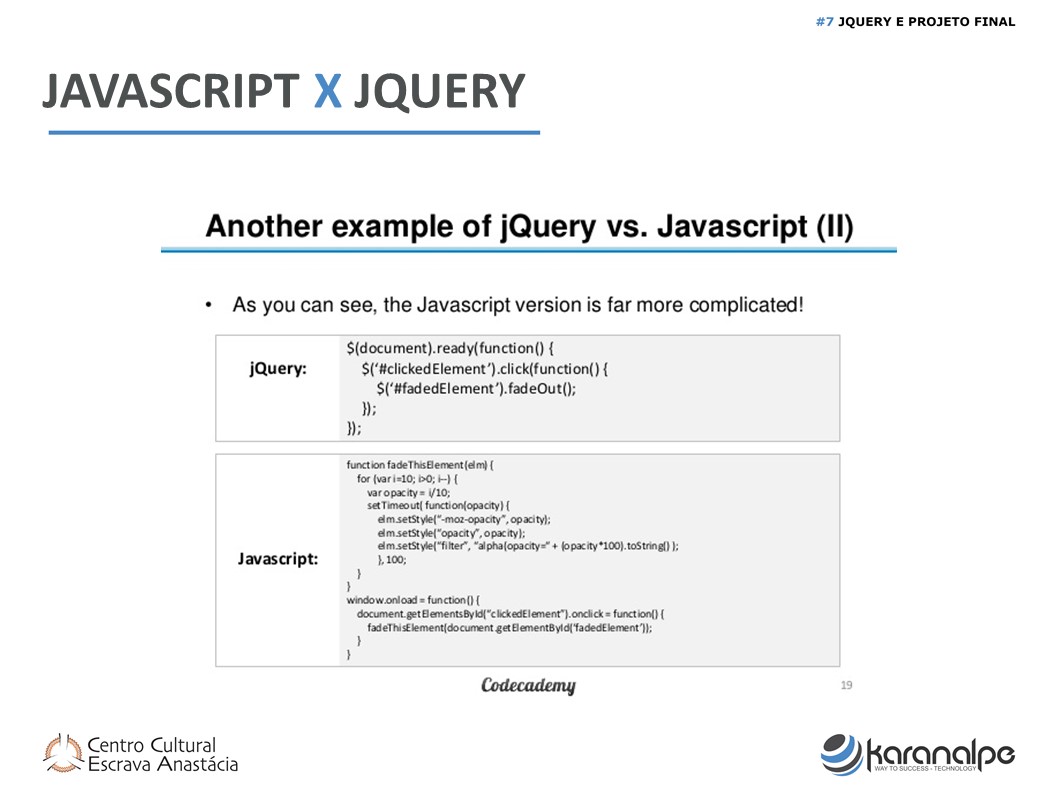 #7 JQUERY E PROJETO FINAL
JAVASCRIPT X JQUERY
Another example of jQuery vs. Javascript (II)
• As you can see, the Javascript version is far more complicated!
jQuery:
$(document).ready(function() {
$(‘#clickedElement’).click(function() {
$(‘#fadedElement’).fadeOut();
});
});
Javascript:
function fadeThisElement(elm) {
for (var i=10; i>0; i--) {
var opacity = i/10;
setTimeout( function(opacity) {
elm.setStyle(“-moz-opacity”, opacity);
elm.setStyle(“opacity”, opacity);
elm.setStyle(“filter”, “alpha(opacity=” + (opacity*100).toString() );
}, 100;
}
}
window.onload = function() {
document.getElementsById(“clickedElement”).onclick = function() {
fadeThisElement(document.getElementById(‘fadedElement’));
}
}
Codecademy
19
Centro Cultural
Escrava Anastácia
karanalpe
WAY TO SUCCESS - TECHNOLOGY